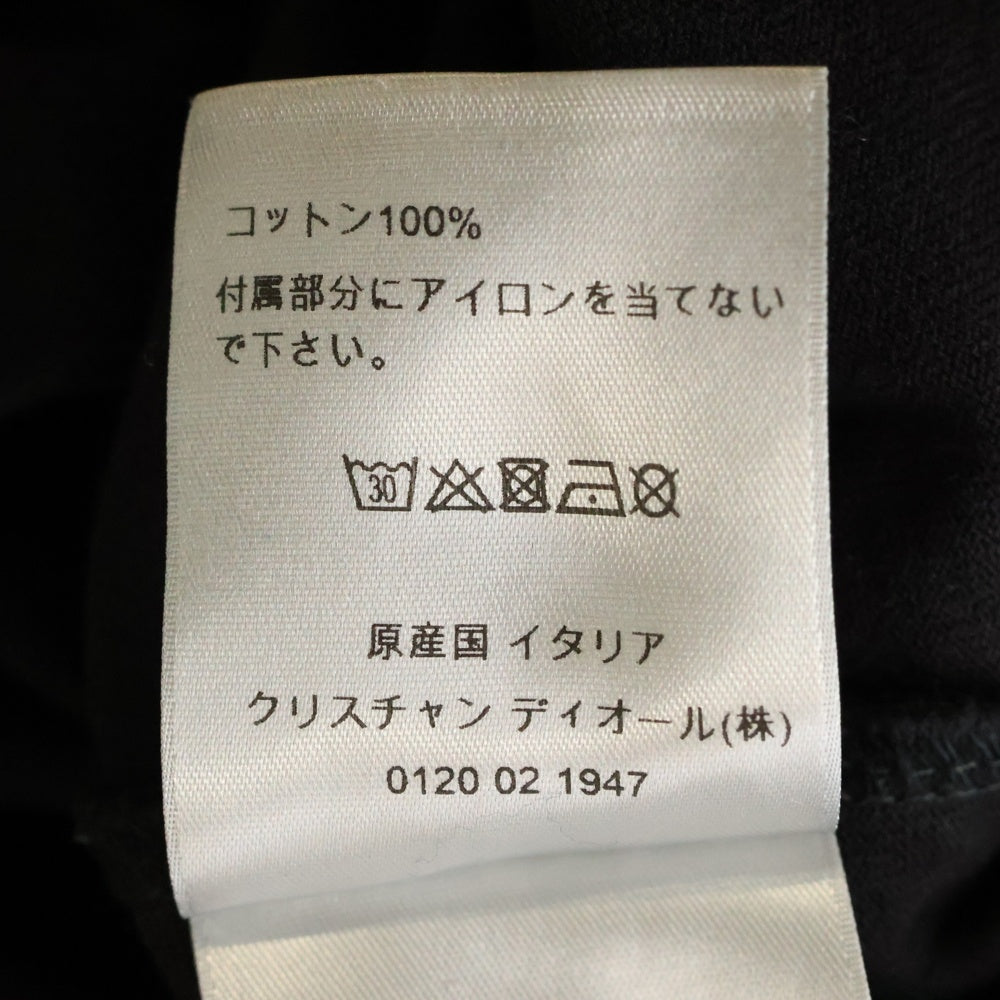 コットン100%
付属部分にアイロンを当てない
で下さい。
30
原産国 イタリア
クリスチャン ディオール(株)
0120 02 1947